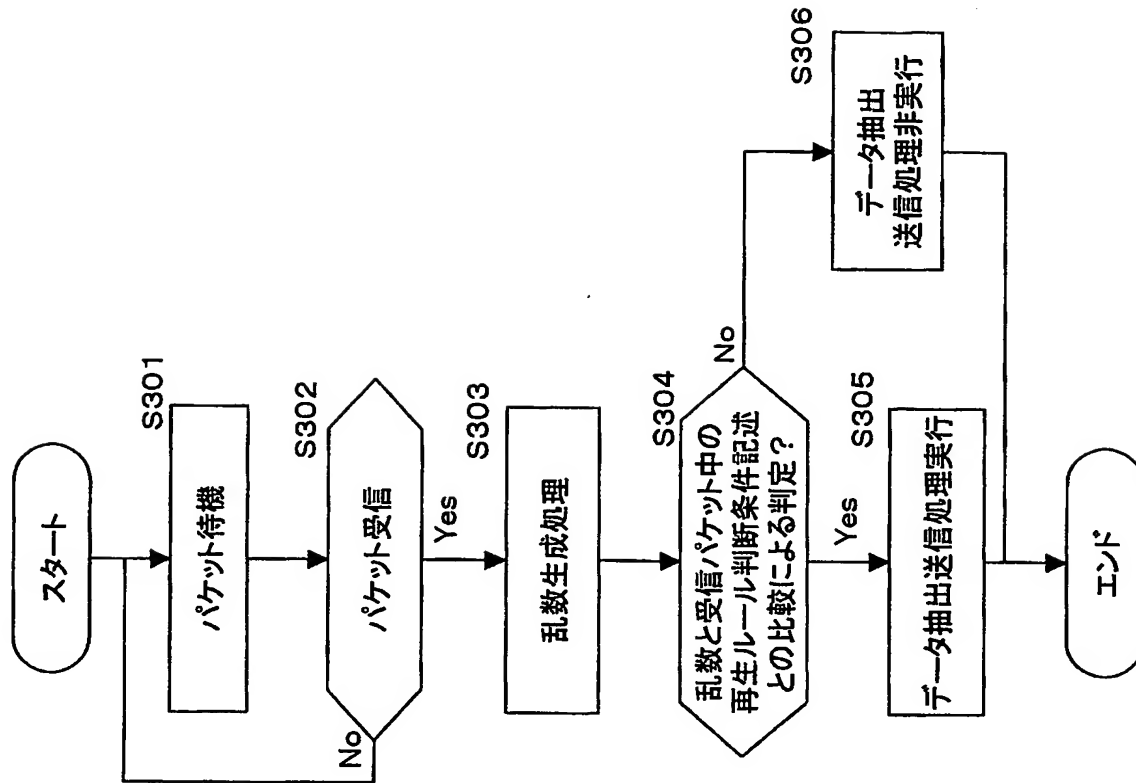 スタート
S301
パケット待機
S302
パケット受信
No
Yes
S303
乱数生成処理
S304
乱数と受信パケット中の
再生ルール判断条件記述
との比較による判定？
No
Yes
S305
データ抽出送信処理実行
S306
データ抽出
送信処理非実行
エンド